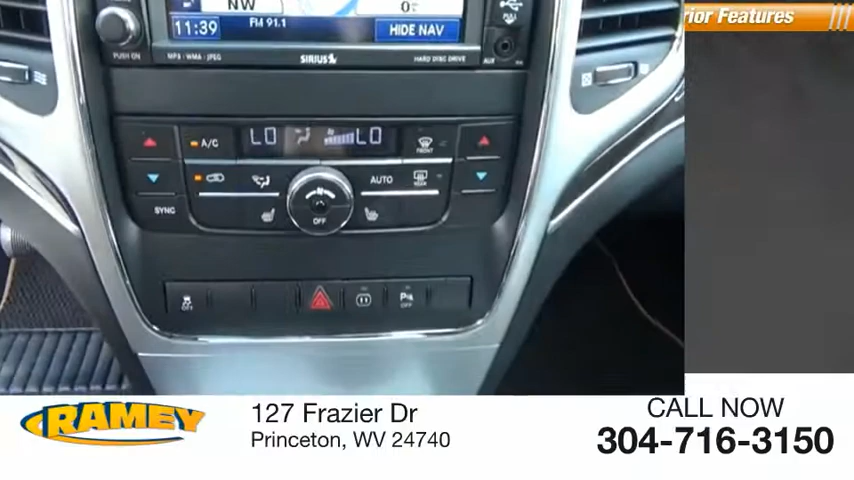 NW
11:39
FM 91.1
0°
HIDE NAV
PULL
rior Features
PUSH ON
MP3·WMA·JPEG
SIRIUS
HARD DISC DRIVE
AUX
A/C
LO
LO
FRONT
AUTO
REAR
SYNC
OFF
OFF
P
OFF
RAMEY
127 Frazier Dr
Princeton, WV 24740
CALL NOW
304-716-3150